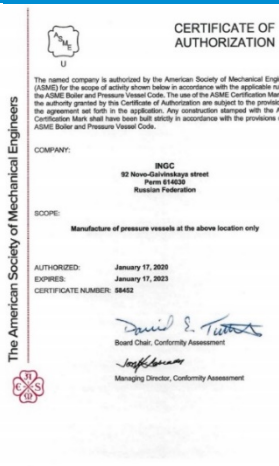 CERTIFICATE OF
AUTHORIZATION
ASME
U
The named company is authorized by the American Society of Mechanical Engi
(ASME) for the scope of activity shown below in accordance with the applicable
the ASME Boiler and Pressure Vessel Code. The use of the ASME Certification Mar
the authority granted by this Certificate of Authorization are subject to the provisio
the agreement set forth in the application. Any construction stamped with the A
Certification Mark shall have been built strictly in accordance with the provisions
ASME Boiler and Pressure Vessel Code.
COMPANY:
INGC
92 Novo-Gaivinskaya street
Perm 614030
Russian Federation
SCOPE:
Manufacture of pressure vessels at the above location only
AUTHORIZED: January 17, 2020
EXPIRES: January 17, 2023
CERTIFICATE NUMBER: 58452
Board Chair, Conformity Assessment
Managing Director, Conformity Assessment
The American Society of Mechanical Engineers